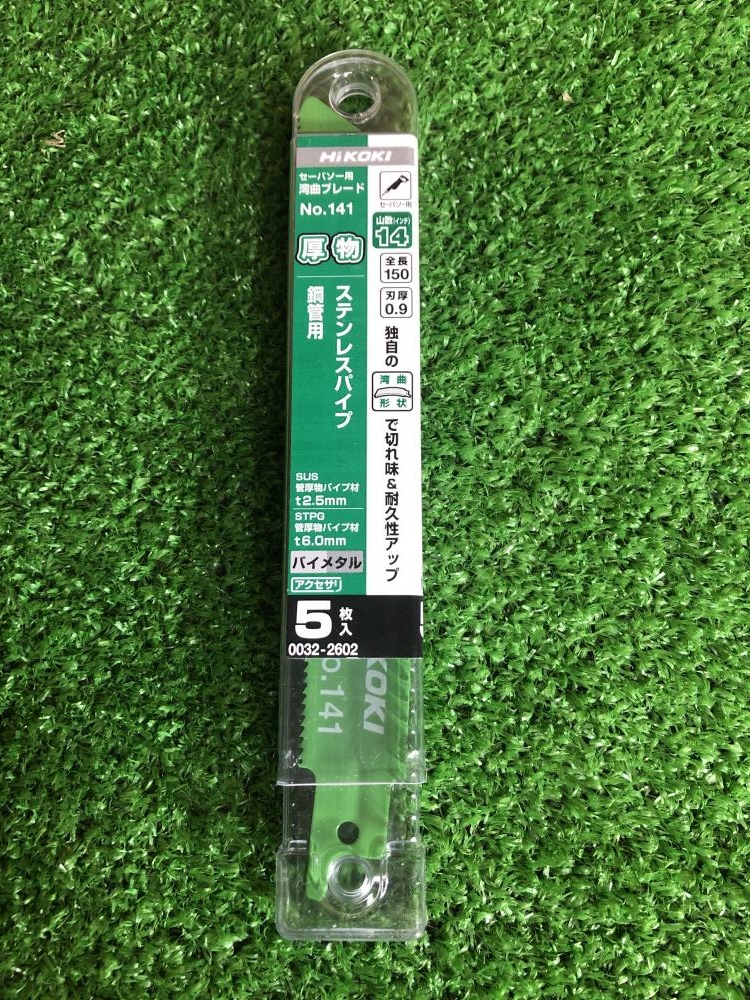 HiKOKI
セーバソー用
湾曲ブレード
No.141
セーバソー用
山数(インチ)
14
全長
150
刃厚
0.9
厚物
ステンレスパイプ
鋼管用
独自の
湾曲
形状
で切れ味&耐久性アップ
SUS
管厚物パイプ材
t2.5mm
STPG
管厚物パイプ材
t6.0mm
バイメタル
アクセサリ
5枚入
0032-2602
o.141
KOKI